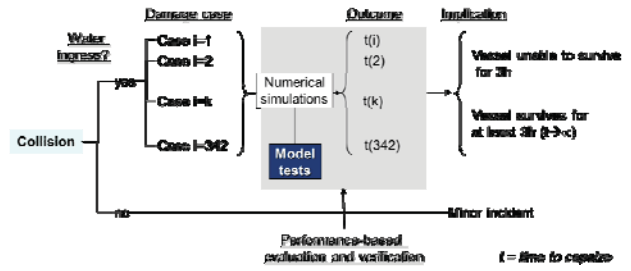 Damage case
Outcome
Implication
Water
ingress?
Case i=1
Case i=2
Case i=k
Case i=342
yes
Numerical
simulations
Model
tests
t(i)
t(2)
t(k)
t(342)
Vessel unable to survive
for 3h
Vessel survives for
at least 3h (t→∝)
Collision
no
Minor incident
Performance-based
evaluation and verification
t = time to capsize